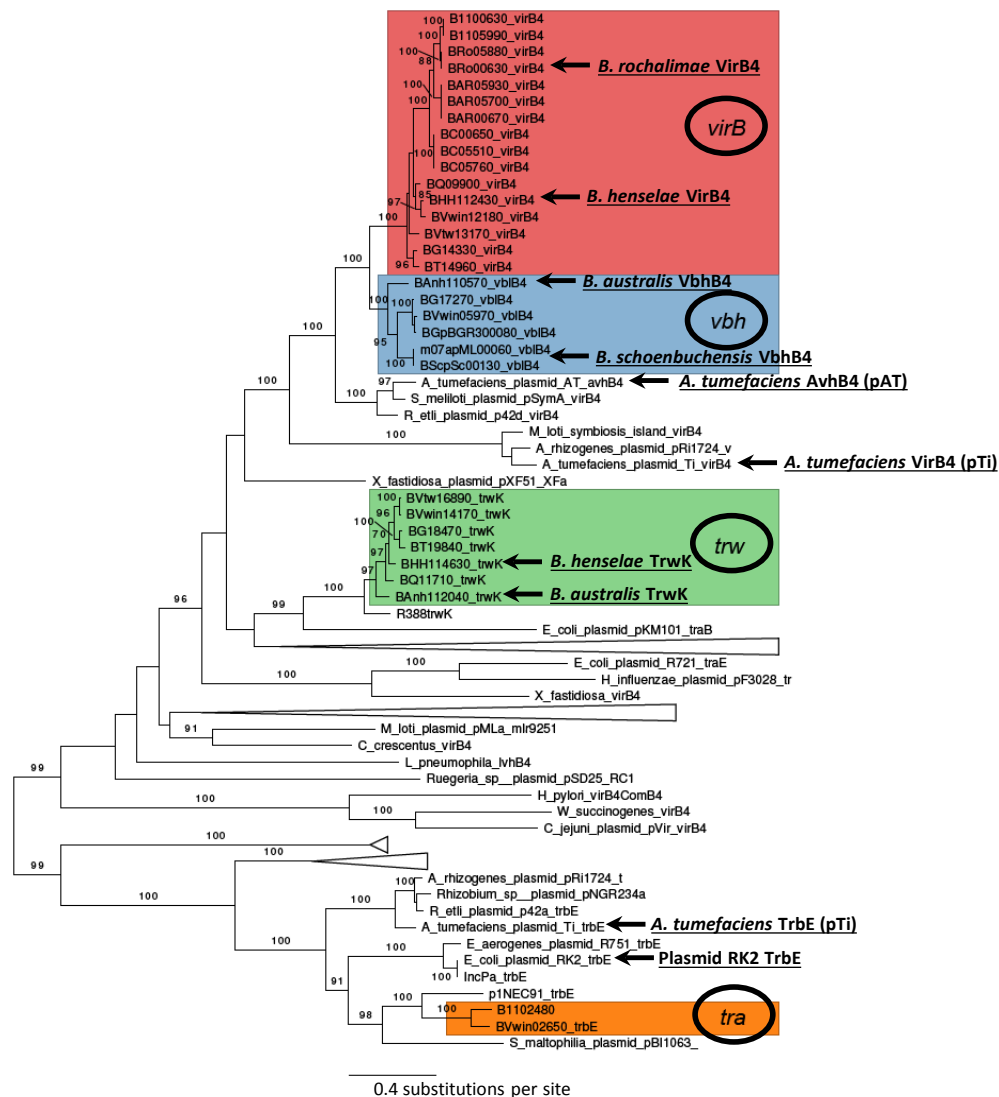 100
B1100630_virB4
100
B1105990_virB4
BRo05880_virB4
100
88
BRo00630_virB4
B. rochalimae VirB4
BAR05930_virB4
100
BAR05700_virB4
100
BAR00670_virB4
virB
BC00650_virB4
BC05510_virB4
100
BC05760_virB4
BQ09900_virB4
85
BHH112430_virB4
B. henselae VirB4
97
BVwin12180_virB4
100
BVtw13170_virB4
BG14330_virB4
96
BT14960_virB4
100
BAnh110570_vblB4
B. australis VbhB4
100
100
BG17270_vblB4
BVwin05970_vblB4
vbh
100
BGpBGR300080_vblB4
95
m07apML00060_vblB4
B. schoenbuchensis VbhB4
100
BScpSc00130_vblB4
100
97
A_tumefaciens_plasmid_AT_avhB4
A. tumefaciens AvhB4 (pAT)
100
S_meliloti_plasmid_pSymA_virB4
R_etli_plasmid_p42d_virB4
100
M_loti_symbiosis_island_virB4
A_rhizogenes_plasmid_pRi1724_v
A_tumefaciens_plasmid_Ti_virB4
A. tumefaciens VirB4 (pTi)
X_fastidiosa_plasmid_pXF51_XFa
100
BVtw16890_trwK
96
BVwin14170_trwK
100
70
BG18470_trwK
trw
BT19840_trwK
97
BHH114630_trwK
B. henselae TrwK
97
BQ11710_trwK
BAnh112040_trwK
B. australis TrwK
100
R388trwK
96
99
E_coli_plasmid_pKM101_traB
100
E_coli_plasmid_R721_traE
100
H_influenzae_plasmid_pF3028_tr
X_fastidiosa_virB4
91
M_loti_plasmid_pMLa_mlr9251
C_crescentus_virB4
L_pneumophila_lvhB4
99
Ruegeria_sp__plasmid_pSD25_RC1
100
H_pylori_virB4ComB4
100
W_succinogenes_virB4
C_jejuni_plasmid_pVir_virB4
100
100
99
100
A_rhizogenes_plasmid_pRi1724_t
Rhizobium_sp__plasmid_pNGR234a
100
R_etli_plasmid_p42a_trbE
A_tumefaciens_plasmid_Ti_trbE
A. tumefaciens TrbE (pTi)
100
100
E_aerogenes_plasmid_R751_trbE
E_coli_plasmid_RK2_trbE
Plasmid RK2 TrbE
91
100
IncPa_trbE
100
p1NEC91_trbE
100
B1102480
tra
98
BVwin02650_trbE
S_maltophilia_plasmid_pBI1063_
0.4 substitutions per site